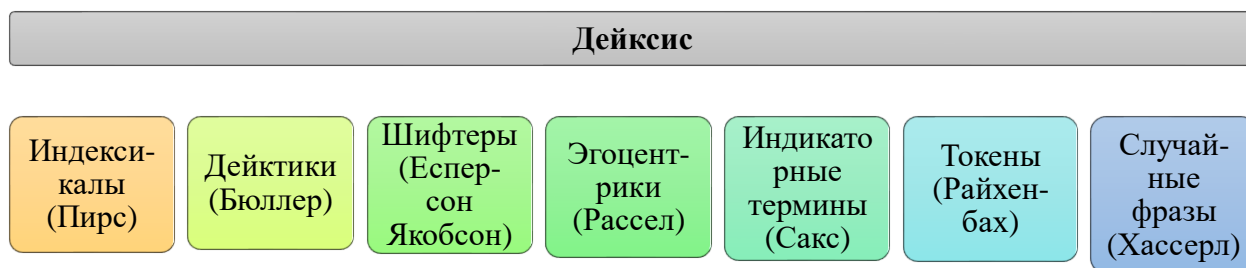 Дейксис
Индекси-
калы
(Пирс)
Дейктики
(Бюллер)
Шифтеры
(Еспер-
сон
Якобсон)
Эгоцент-
рики
(Рассел)
Индикато
рные
термины
(Сакс)
Токены
(Райхен-
бах)
Случай-
ные
фразы
(Хассерл)